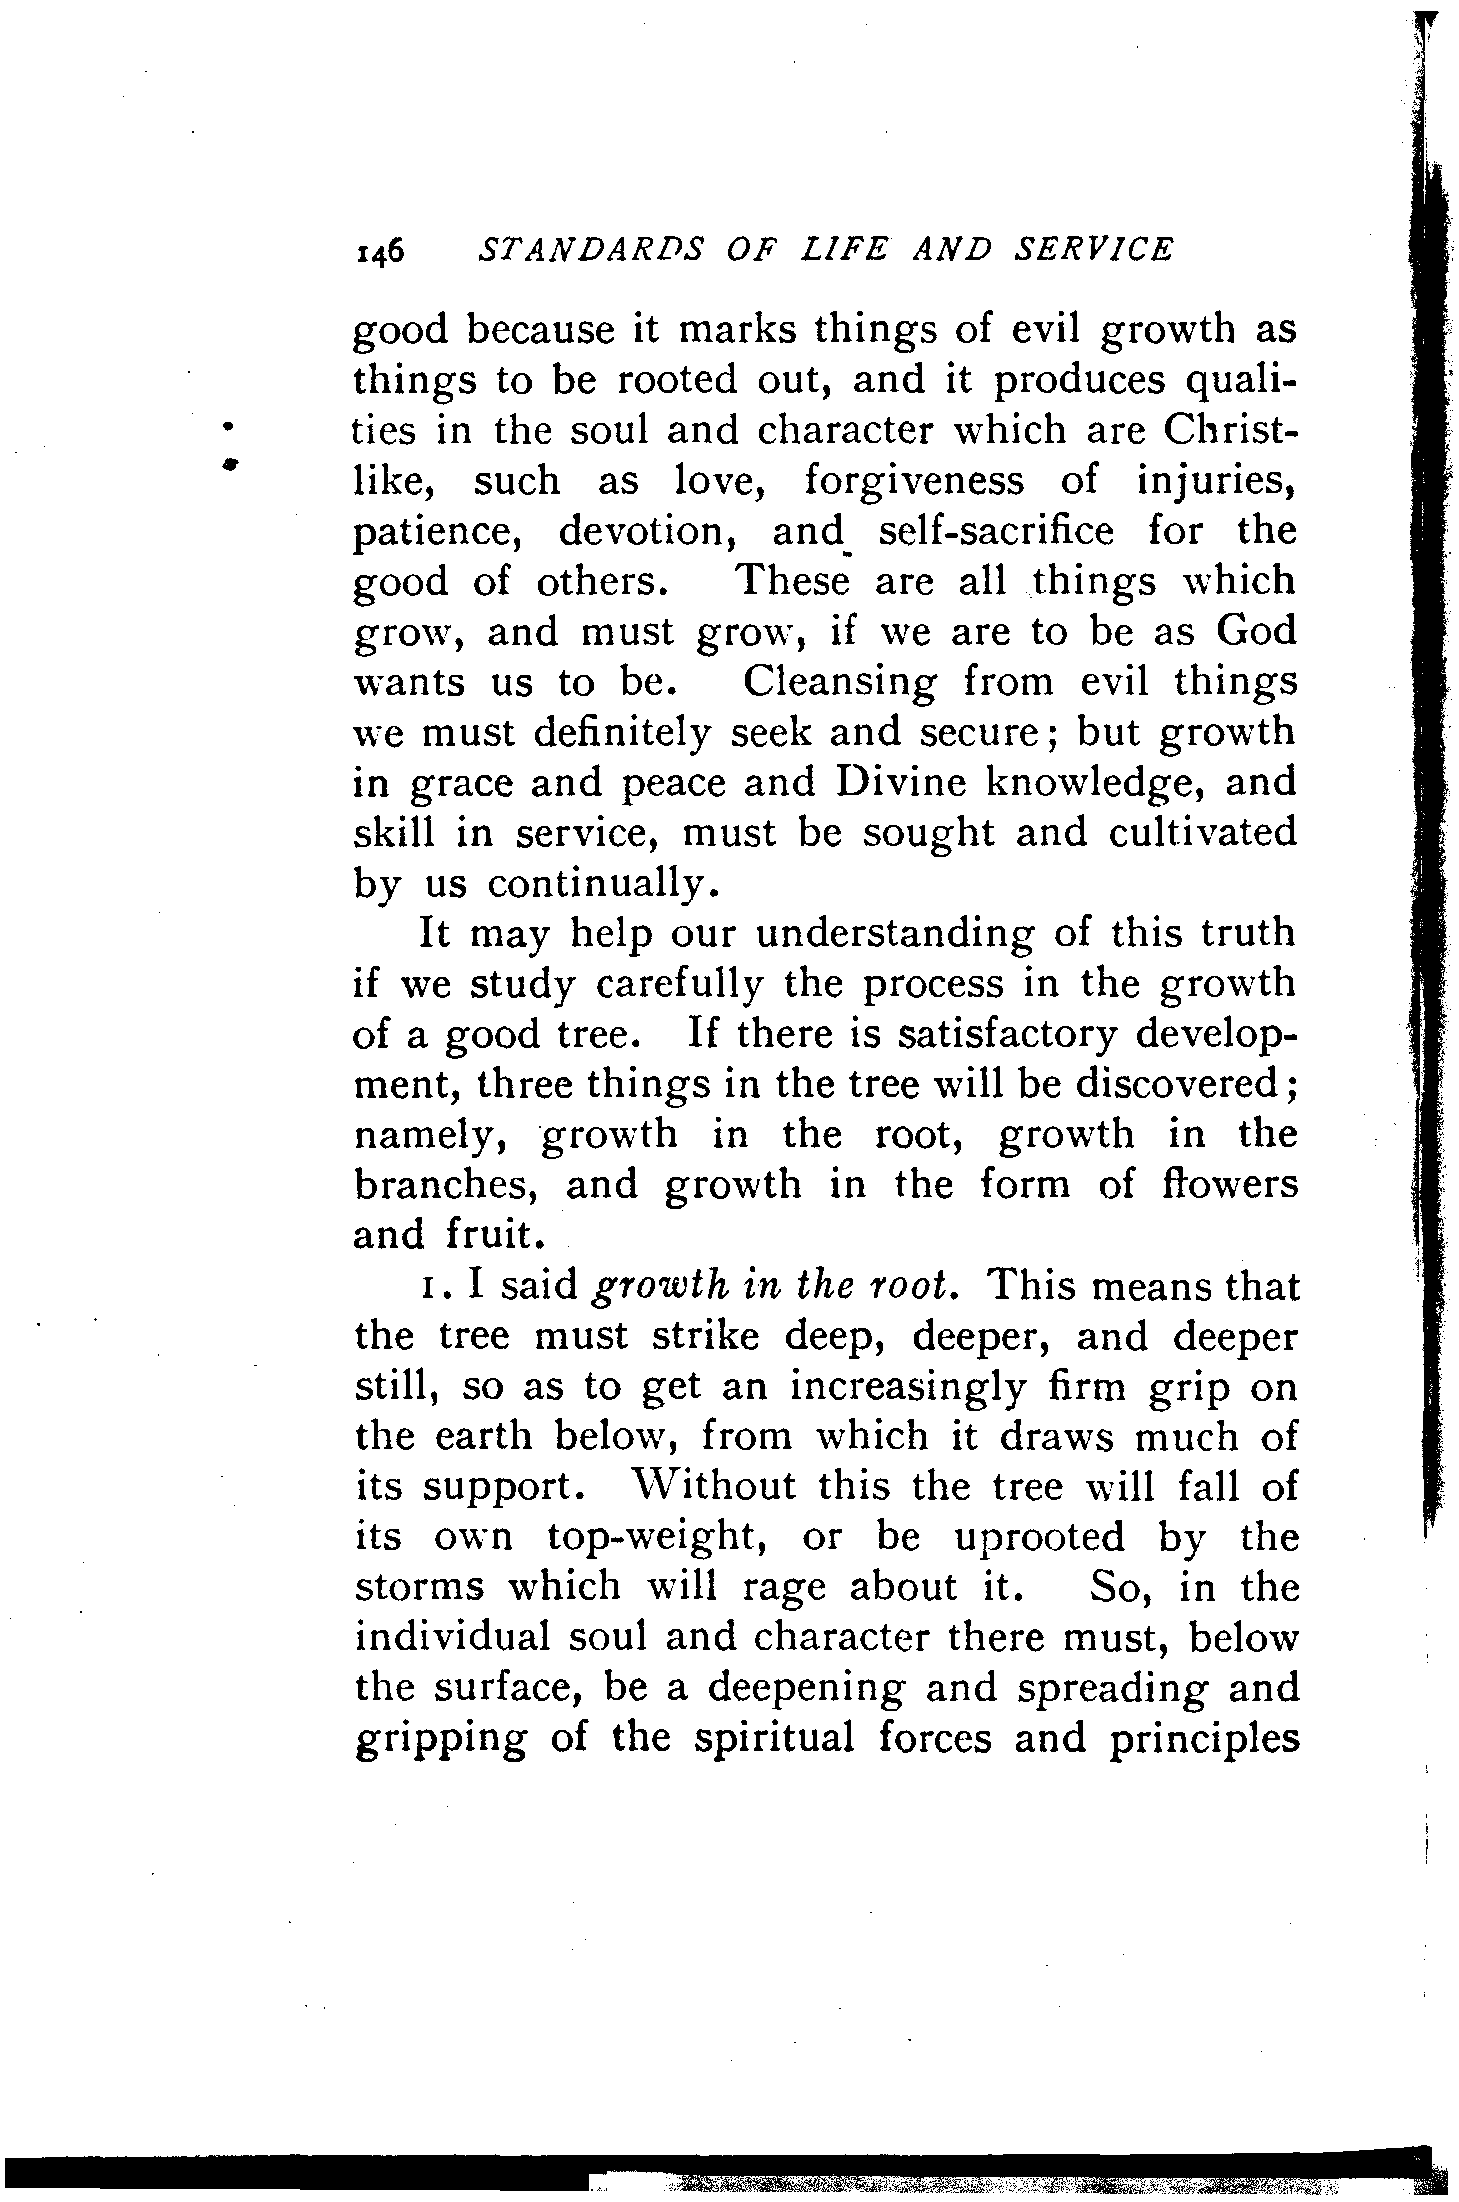 146 STANDARDS OF LIFE AND SERVICE
good because it marks things of evil growth as
things to be rooted out, and it produces quali-
ties in the soul and character which are Christ-
like, such as love, forgiveness of injuries,
patience, devotion, and self-sacrifice for the
good of others. These are all things which
grow, and must grow, if we are to be as God
wants us to be. Cleansing from evil things
we must definitely seek and secure; but growth
in grace and peace and Divine knowledge, and
skill in service, must be sought and cultivated
by us continually.
It may help our understanding of this truth
if we study carefully the process in the growth
of a good tree. If there is satisfactory develop-
ment, three things in the tree will be discovered;
namely, growth in the root, growth in the
branches, and growth in the form of flowers
and fruit.
1. I said growth in the root. This means that
the tree must strike deep, deeper, and deeper
still, so as to get an increasingly firm grip on
the earth below, from which it draws much of
its support. Without this the tree will fall of
its own top-weight, or be uprooted by the
storms which will rage about it. So, in the
individual soul and character there must, below
the surface, be a deepening and spreading and
gripping of the spiritual forces and principles